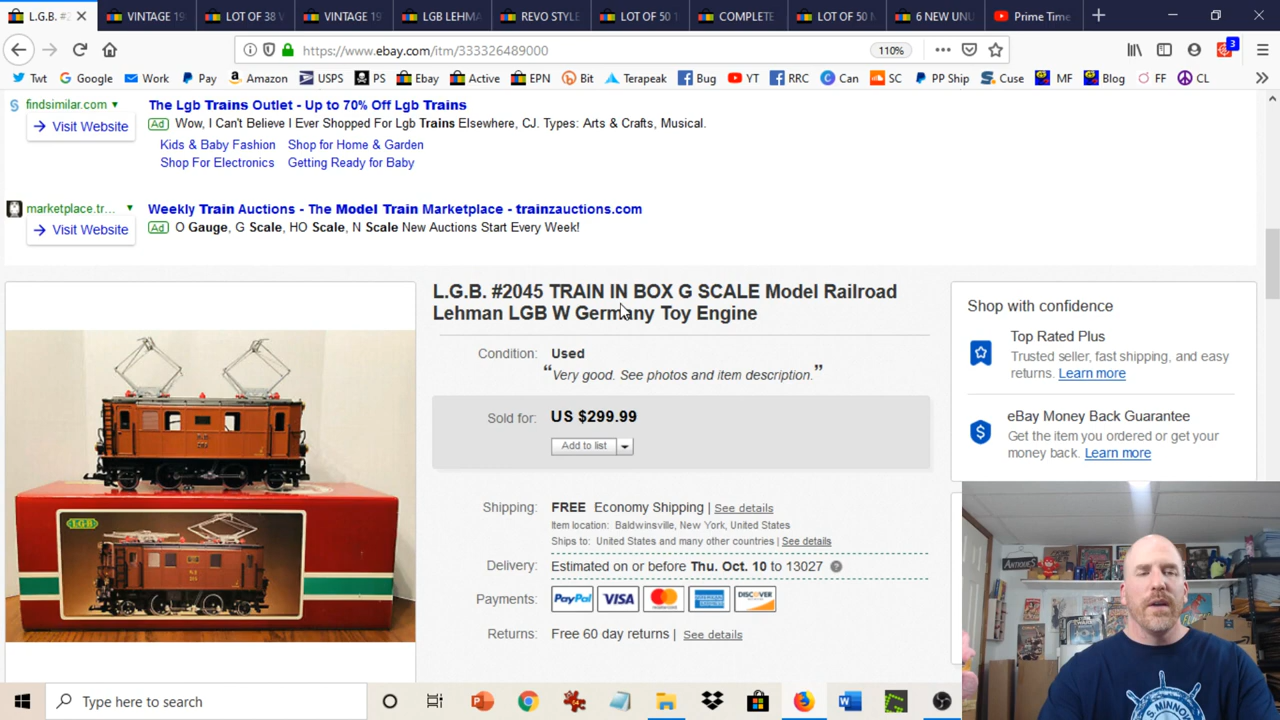 L.G.B. #2
VINTAGE 19
LOT OF 38 V
VINTAGE 19
LGB LEHMA
REVO STYLE
LOT OF 50 T
COMPLETE
LOT OF 50 M
6 NEW UNU
Prime Time
https://www.ebay.com/itm/333326489000
110%
3
Twt
Google
Work
Pay
Amazon
USPS
PS
Ebay
Active
EPN
Bit
Terapeak
Bug
YT
RRC
Can
SC
PP Ship
Cuse
MF
Blog
FF
CL
findsimilar.com
The Lgb Trains Outlet - Up to 70% Off Lgb Trains
Visit Website
Ad Wow, I Can't Believe I Ever Shopped For Lgb Trains Elsewhere, CJ. Types: Arts & Crafts, Musical.
Kids & Baby Fashion
Shop for Home & Garden
Shop For Electronics
Getting Ready for Baby
marketplace.tr...
Weekly Train Auctions - The Model Train Marketplace - trainzauctions.com
Visit Website
Ad O Gauge, G Scale, HO Scale, N Scale New Auctions Start Every Week!
L.G.B. #2045 TRAIN IN BOX G SCALE Model Railroad
Lehman LGB W Germany Toy Engine
Condition: Used
“Very good. See photos and item description.”
Sold for: US $299.99
Add to list
Shipping: FREE Economy Shipping | See details
Item location: Baldwinsville, New York, United States
Ships to: United States and many other countries | See details
Delivery: Estimated on or before Thu. Oct. 10 to 13027
Payments: PayPal VISA MasterCard AMERICAN EXPRESS DISCOVER
Returns: Free 60 day returns | See details
Shop with confidence
Top Rated Plus
Trusted seller, fast shipping, and easy
returns. Learn more
eBay Money Back Guarantee
Get the item you ordered or get your
money back. Learn more
LGB
ANTIQUES
S. MINNO
Type here to search